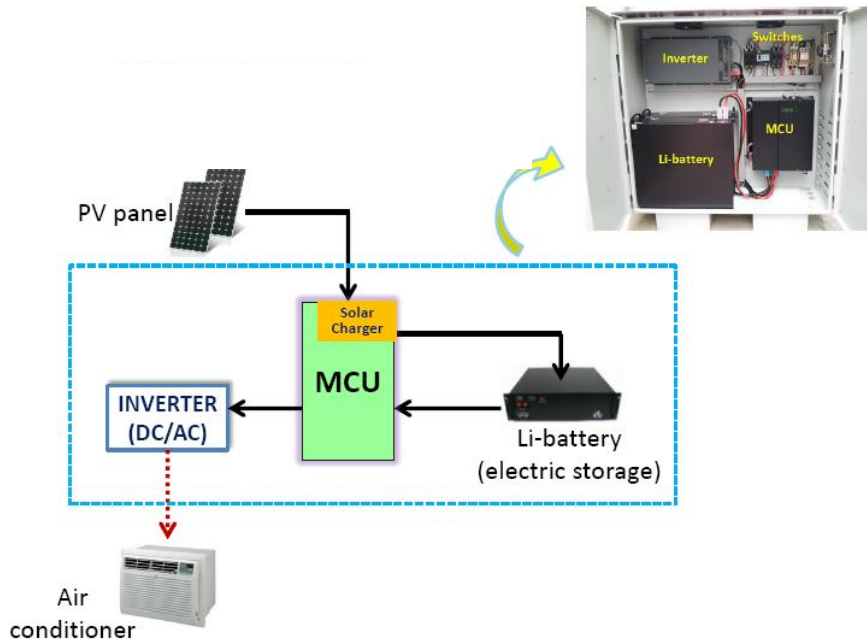 Switches
Inverter
MCU
Li-battery
PV panel
Solar
Charger
MCU
INVERTER
(DC/AC)
Li-battery
(electric storage)
Air
conditioner